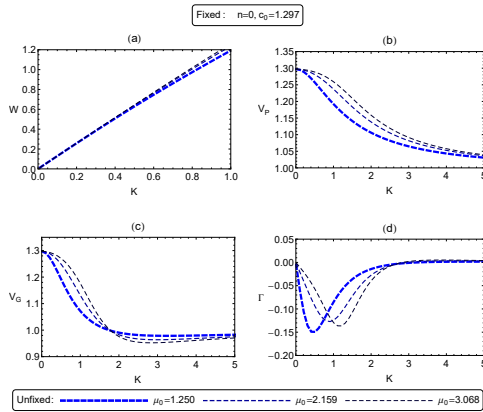 Fixed : n=0, c₀=1.297
(a)
1.2
1.0
0.8
W 0.6
0.4
0.2
0.0
0.0 0.2 0.4 0.6 0.8 1.0
K
(b)
1.30
1.25
1.20
V_P 1.15
1.10
1.05
1.00
0 1 2 3 4 5
K
(c)
1.3
1.2
V_G 1.1
1.0
0.9
0 1 2 3 4 5
K
(d)
0.05
0.00
−0.05
Γ −0.10
−0.15
−0.20
0 1 2 3 4 5
K
Unfixed: μ₀=1.250 μ₀=2.159 μ₀=3.068